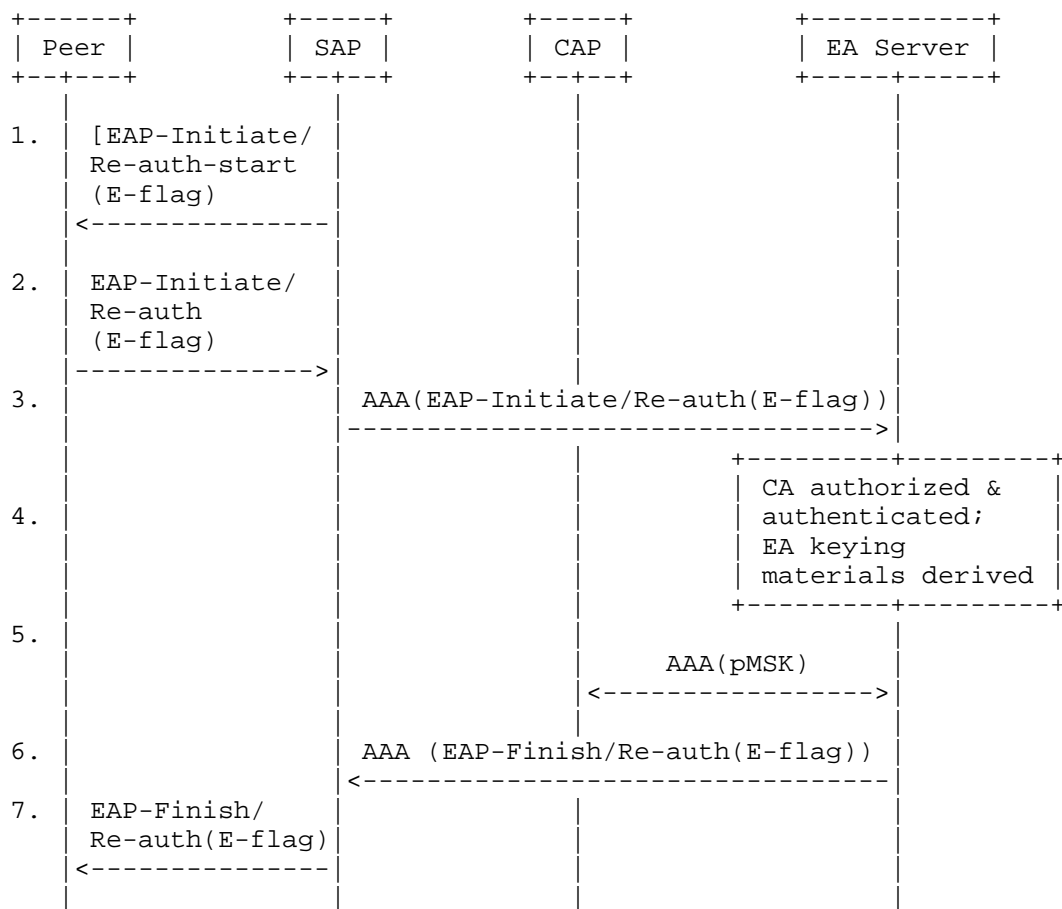 Peer SAP CAP EA Server
1. [EAP-Initiate/
Re-auth-start
(E-flag)
2. EAP-Initiate/
Re-auth
(E-flag)
3. AAA(EAP-Initiate/Re-auth(E-flag))
CA authorized &
4. authenticated;
EA keying
materials derived
5.
AAA(pMSK)
6. AAA (EAP-Finish/Re-auth(E-flag))
7. EAP-Finish/
Re-auth(E-flag)